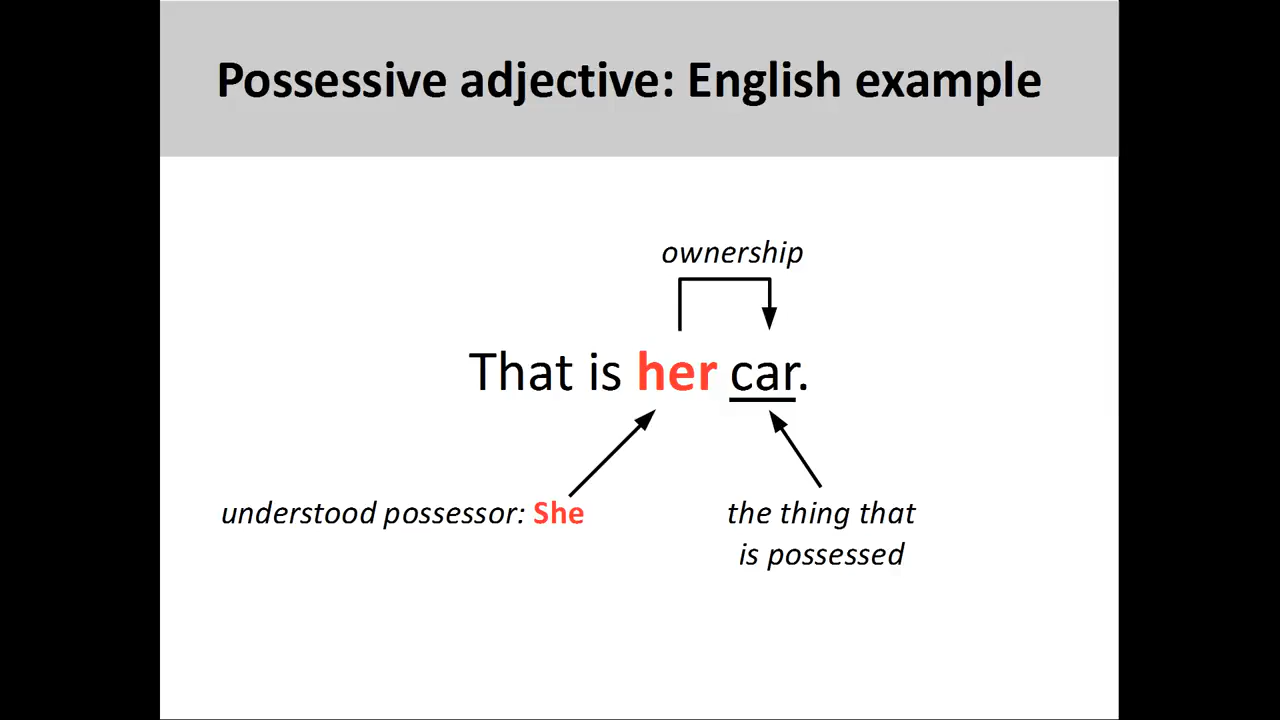 Possessive adjective: English example
ownership
That is her car.
understood possessor: She
the thing that
is possessed